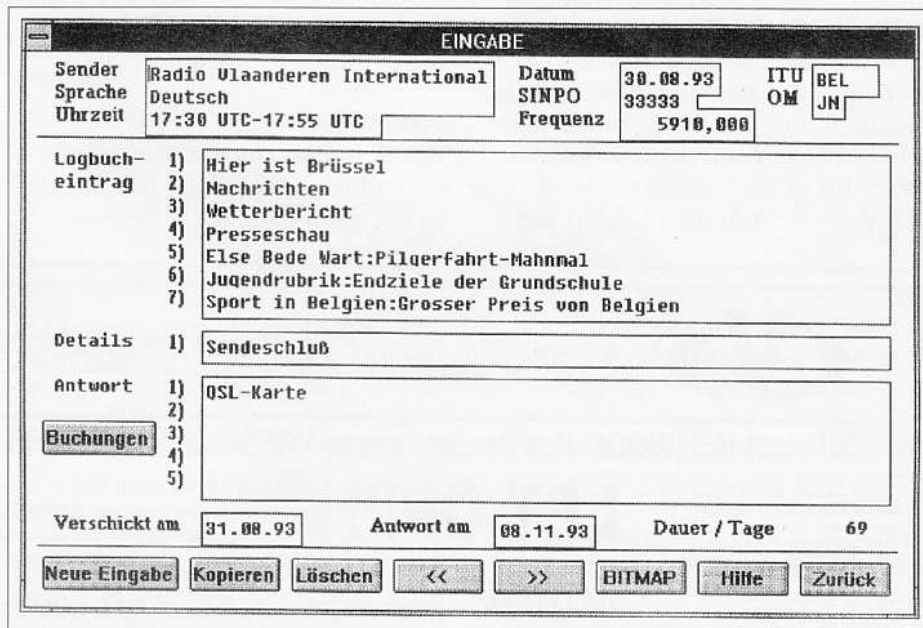 EINGABE
Sender Radio Vlaanderen International Datum 30.08.93 ITU BEL
Sprache Deutsch SINPO 33333 OM JN
Uhrzeit 17:30 UTC-17:55 UTC Frequenz 5910,000
Logbuch-eintrag 1) Hier ist Brüssel
2) Nachrichten
3) Wetterbericht
4) Presseschau
5) Else Bede Wart:Pilgerfahrt-Mahnmal
6) Jugendrubrik:Endziele der Grundschule
7) Sport in Belgien:Grosser Preis von Belgien
Details 1) Sendeschluß
Antwort 1) QSL-Karte
2)
Buchungen 3)
4)
5)
Verschickt am 31.08.93 Antwort am 08.11.93 Dauer / Tage 69
Neue Eingabe Kopieren Löschen << >> BITMAP Hilfe Zurück